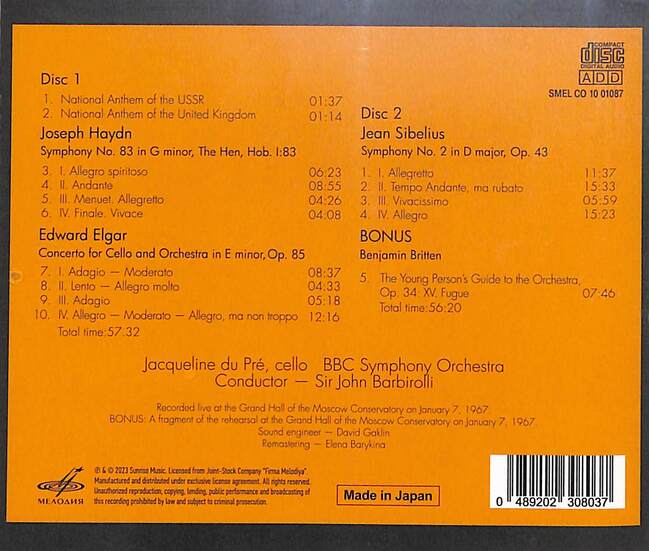 COMPACT
disc
DIGITAL AUDIO
ADD
SMEL CO 10 01087
Disc 1
1. National Anthem of the USSR 01:37
2. National Anthem of the United Kingdom 01:14
Joseph Haydn
Symphony No. 83 in G minor, The Hen, Hob. I:83
3. I. Allegro spiritoso 06:23
4. II. Andante 08:55
5. III. Menuet. Allegretto 04:26
6. IV. Finale. Vivace 04:08
Edward Elgar
Concerto for Cello and Orchestra in E minor, Op. 85
7. I. Adagio — Moderato 08:37
8. II. Lento — Allegro molto 04:33
9. III. Adagio 05:18
10. IV. Allegro — Moderato — Allegro, ma non troppo 12:16
Total time:57.32
Disc 2
Jean Sibelius
Symphony No. 2 in D major, Op. 43
1. I. Allegretto 11:37
2. II. Tempo Andante, ma rubato 15:33
3. III. Vivacissimo 05:59
4. IV. Allegro 15:23
BONUS
Benjamin Britten
5. The Young Person's Guide to the Orchestra,
Op. 34: XV. Fugue 07:46
Total time:56:20
Jacqueline du Pré, cello BBC Symphony Orchestra
Conductor — Sir John Barbirolli
Recorded live at the Grand Hall of the Moscow Conservatory on January 7, 1967.
BONUS: A fragment of the rehearsal at the Grand Hall of the Moscow Conservatory on January 7, 1967.
Sound engineer — David Gaklin
Remastering — Elena Barykina
МЕЛОДИЯ
℗ & © 2023 Sunrise Music. Licensed from Joint-Stock Company "Firma Melodiya".
Manufactured and distributed under exclusive license agreement. All rights reserved.
Unauthorized reproduction, copying, lending, public performance and broadcasting of
this recording prohibited by law and subject to criminal prosecution.
Made in Japan
0 489202 308037